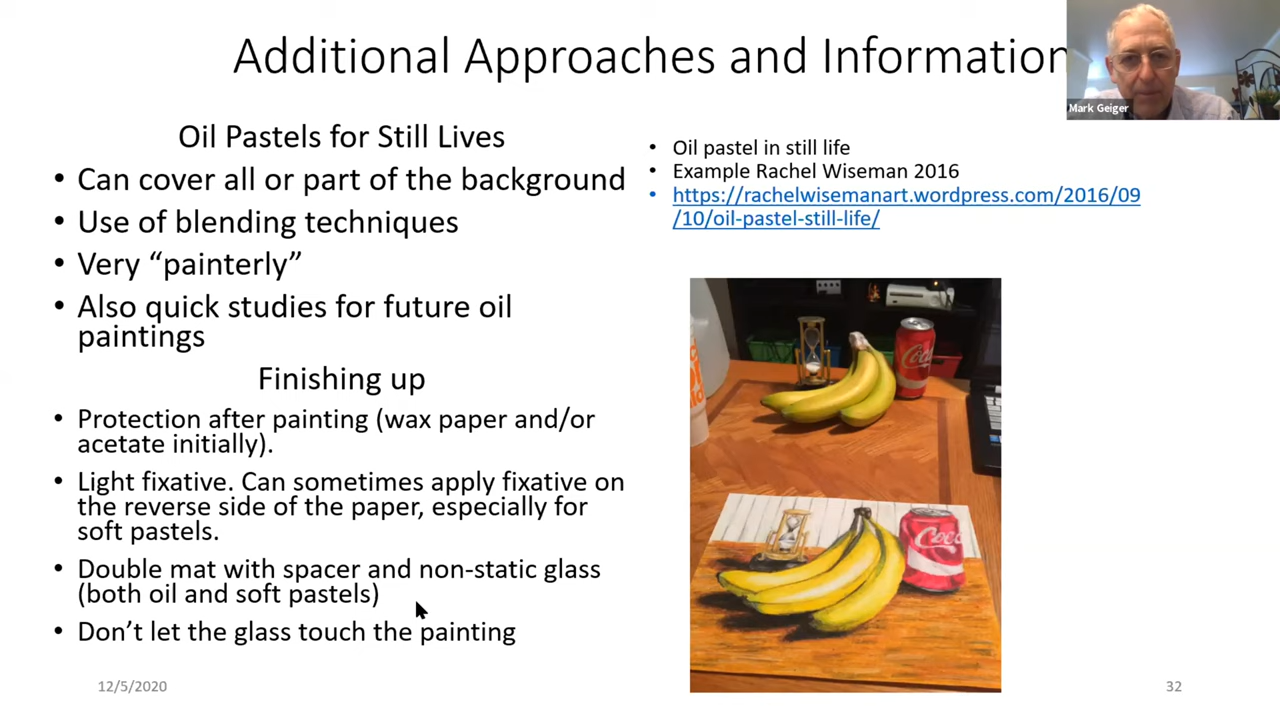 Additional Approaches and Information
Mark Geiger
Oil Pastels for Still Lives
• Can cover all or part of the background
• Use of blending techniques
• Very “painterly”
• Also quick studies for future oil
paintings
Finishing up
• Protection after painting (wax paper and/or
acetate initially).
• Light fixative. Can sometimes apply fixative on
the reverse side of the paper, especially for
soft pastels.
• Double mat with spacer and non-static glass
(both oil and soft pastels)
• Don’t let the glass touch the painting
• Oil pastel in still life
• Example Rachel Wiseman 2016
• https://rachelwisemanart.wordpress.com/2016/09
/10/oil-pastel-still-life/
Coca
Coca
12/5/2020
32